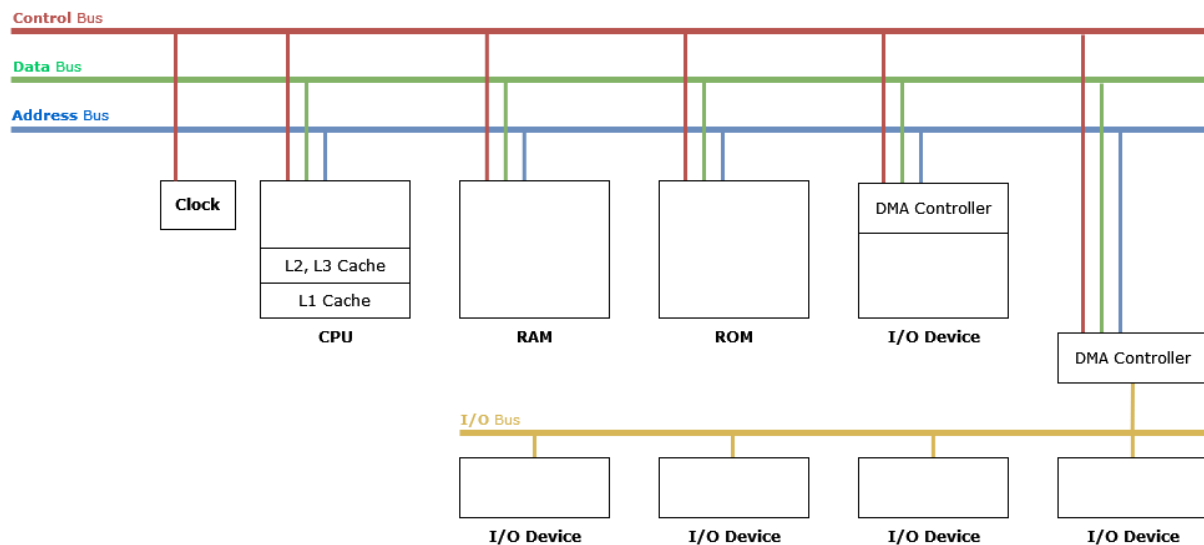 Control Bus
Data Bus
Address Bus
Clock
L2, L3 Cache
L1 Cache
CPU
RAM
ROM
DMA Controller
I/O Device
DMA Controller
I/O Bus
I/O Device
I/O Device
I/O Device
I/O Device